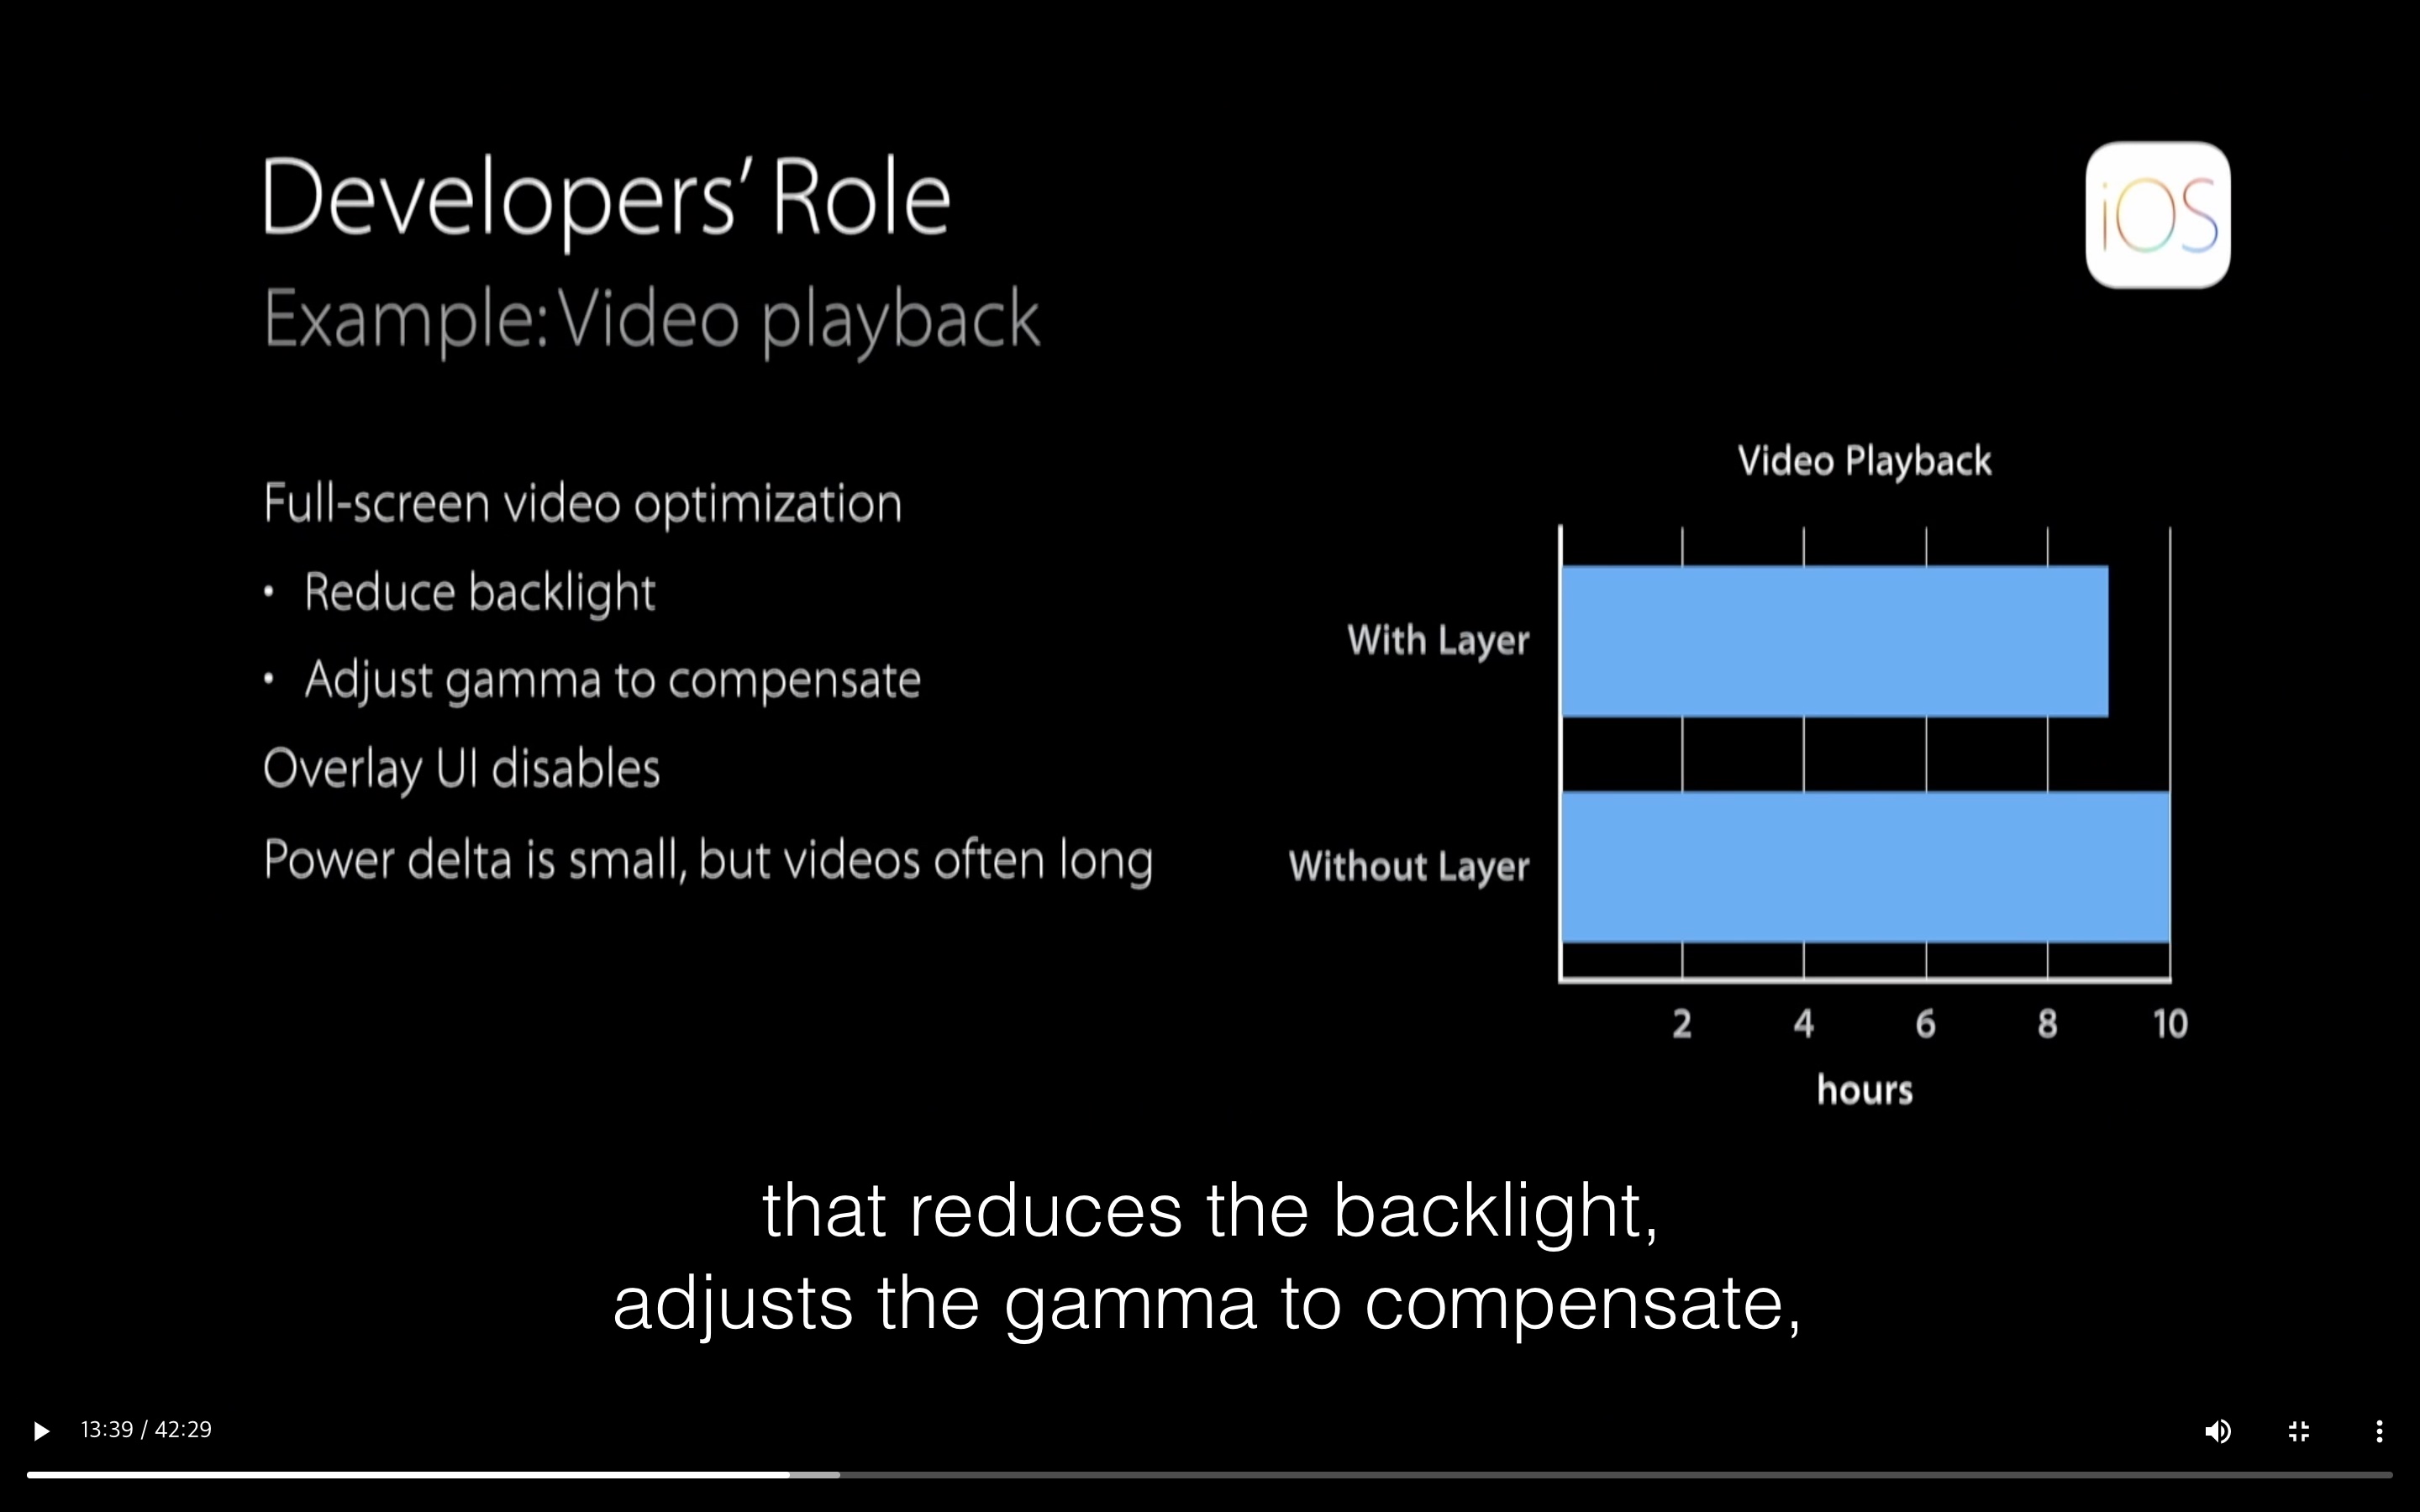 Developers’ Role
iOS
Example: Video playback
Full-screen video optimization
• Reduce backlight
• Adjust gamma to compensate
Overlay UI disables
Power delta is small, but videos often long
Video Playback
With Layer
Without Layer
2 4 6 8 10
hours
that reduces the backlight,
adjusts the gamma to compensate,
13:39 / 42:29